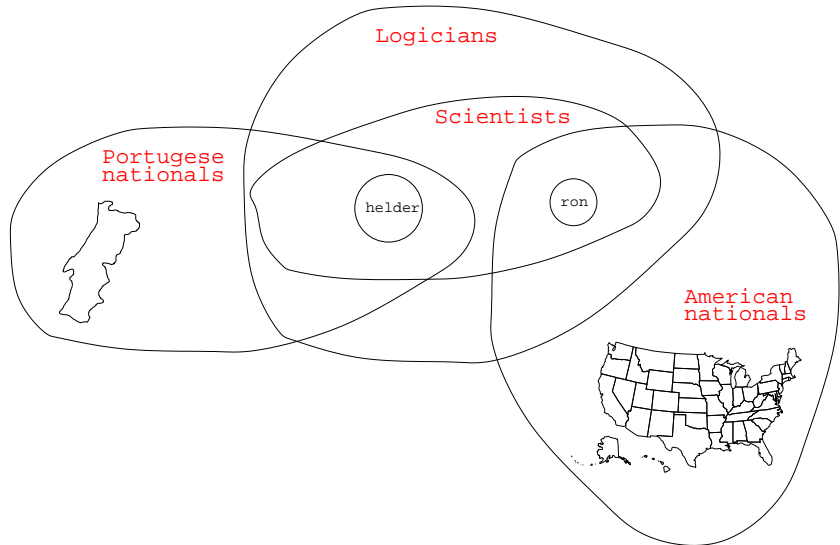 Logicians
Scientists
Portugese
nationals
helder
ron
American
nationals